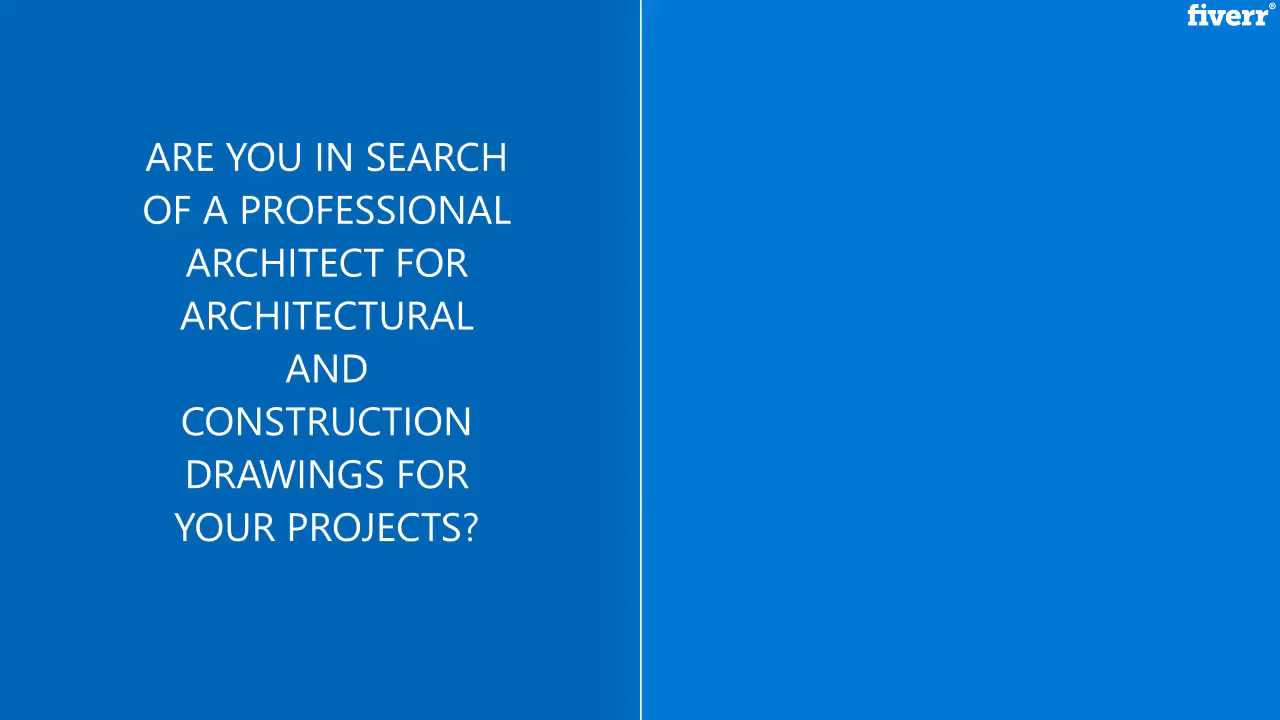 fiverr®
ARE YOU IN SEARCH
OF A PROFESSIONAL
ARCHITECT FOR
ARCHITECTURAL
AND
CONSTRUCTION
DRAWINGS FOR
YOUR PROJECTS?